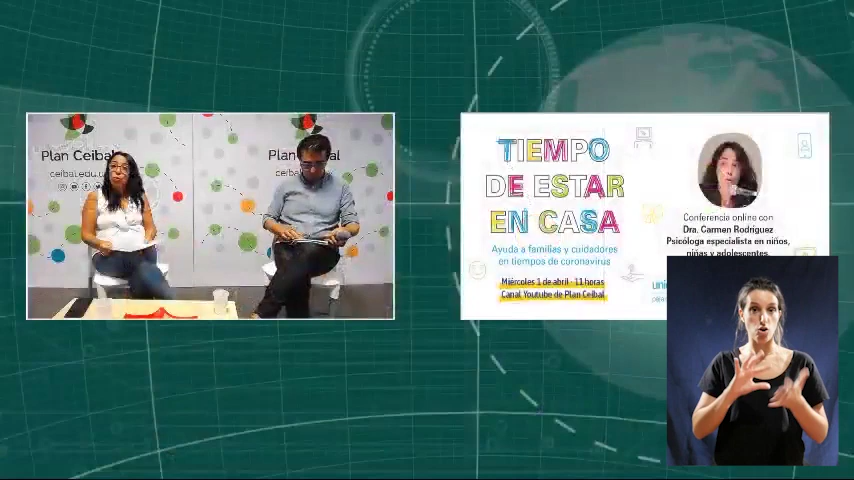 Plan Ceibal
ceibal.edu.u
Plan
bal
ceiba
TIEMPO
DE ESTAR
EN CASA
Ayuda a familias y cuidadores
en tiempos de coronavirus
Miércoles 1 de abril - 11 horas
Canal Youtube de Plan Ceibal
Conferencia online con
Dra. Carmen Rodríguez
Psicóloga especialista en niños,
niñas y adolescentes.